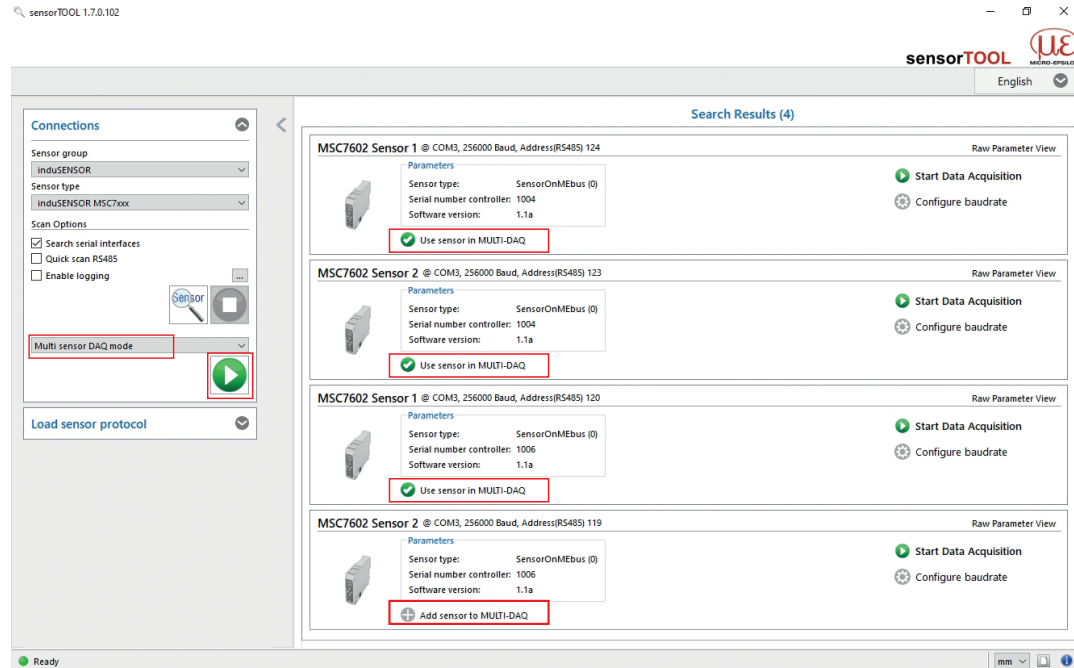 sensorTOOL 1.7.0.102
sensorTOOL
με
MICRO-EPSILO
English
Connections
Sensor group
induSENSOR
Sensor type
induSENSOR MSC7xxx
Scan Options
Search serial interfaces
Quick scan RS485
Enable logging
...
Sensor
Multi sensor DAQ mode
Load sensor protocol
Search Results (4)
MSC7602 Sensor 1 @ COM3, 256000 Baud, Address(RS485) 124 Raw Parameter View
Parameters
Sensor type: SensorOnMEbus (0)
Serial number controller: 1004
Software version: 1.1a
Use sensor in MULTI-DAQ
Start Data Acquisition
Configure baudrate
MSC7602 Sensor 2 @ COM3, 256000 Baud, Address(RS485) 123 Raw Parameter View
Parameters
Sensor type: SensorOnMEbus (0)
Serial number controller: 1004
Software version: 1.1a
Use sensor in MULTI-DAQ
Start Data Acquisition
Configure baudrate
MSC7602 Sensor 1 @ COM3, 256000 Baud, Address(RS485) 120 Raw Parameter View
Parameters
Sensor type: SensorOnMEbus (0)
Serial number controller: 1006
Software version: 1.1a
Use sensor in MULTI-DAQ
Start Data Acquisition
Configure baudrate
MSC7602 Sensor 2 @ COM3, 256000 Baud, Address(RS485) 119 Raw Parameter View
Parameters
Sensor type: SensorOnMEbus (0)
Serial number controller: 1006
Software version: 1.1a
Add sensor to MULTI-DAQ
Start Data Acquisition
Configure baudrate
Ready
mm